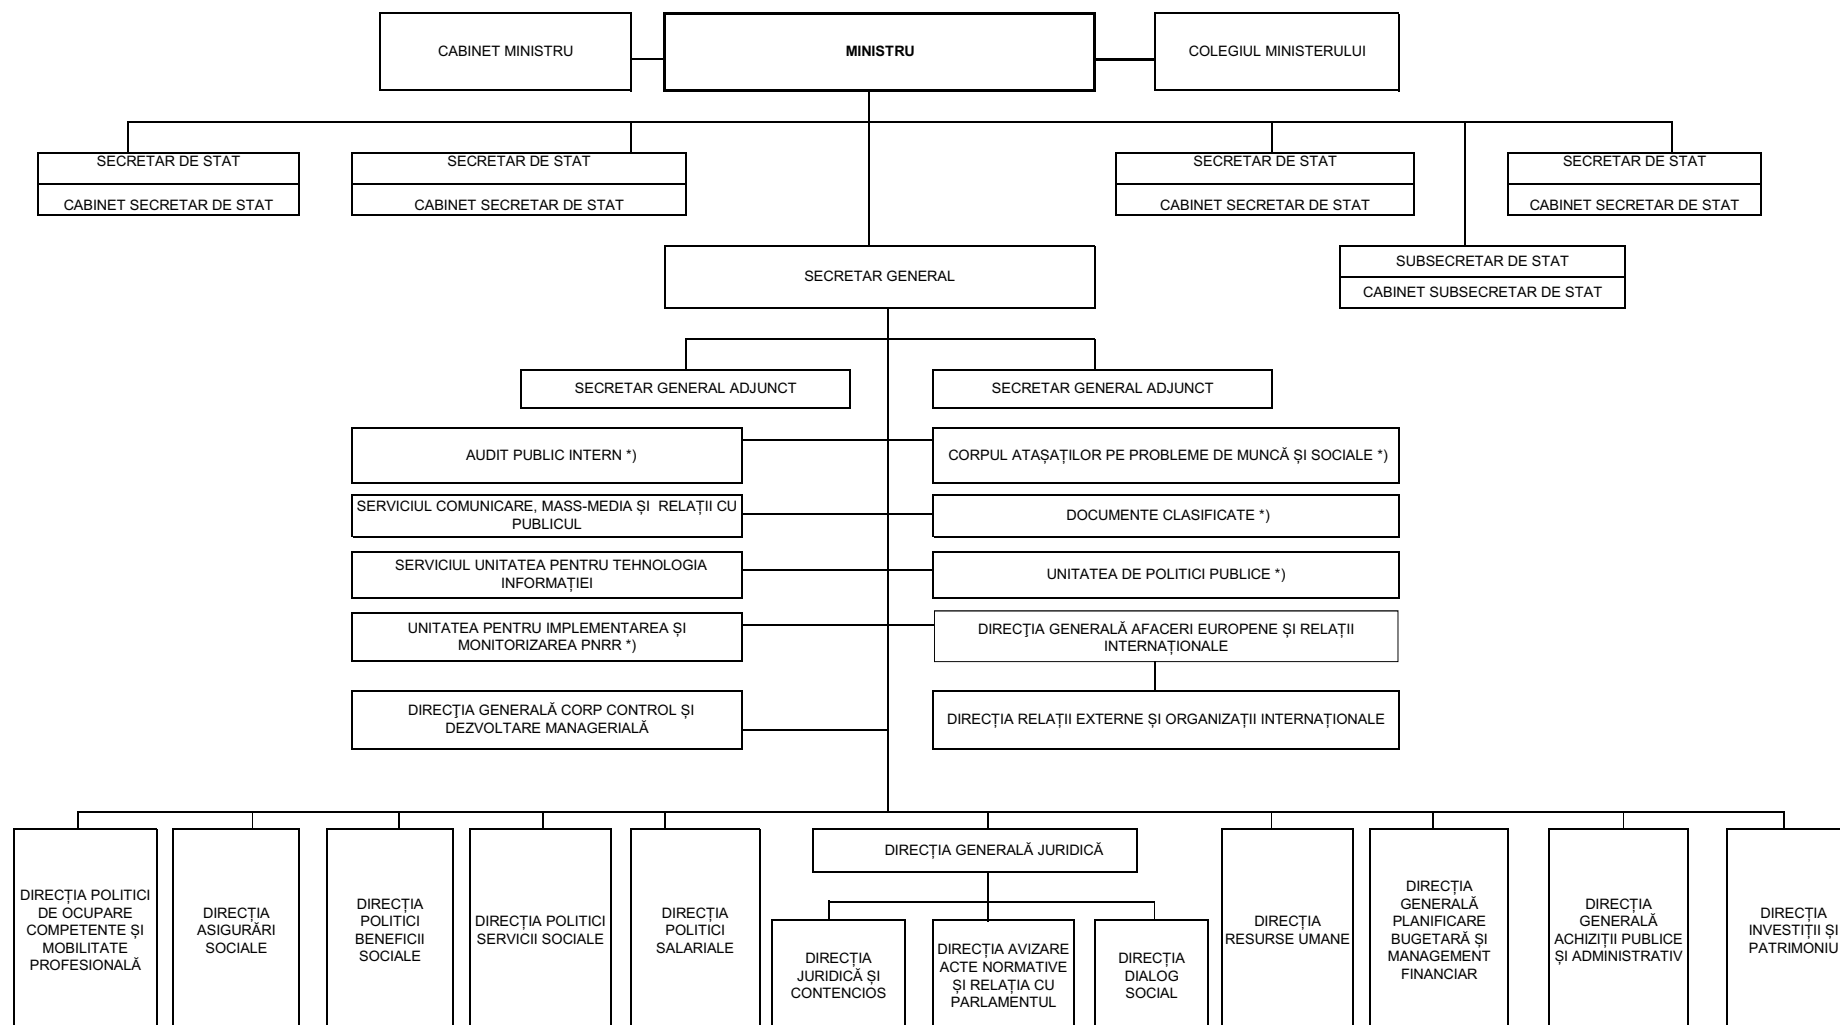 CABINET MINISTRU
MINISTRU
COLEGIUL MINISTERULUI
SECRETAR DE STAT
CABINET SECRETAR DE STAT
SECRETAR DE STAT
CABINET SECRETAR DE STAT
SECRETAR DE STAT
CABINET SECRETAR DE STAT
SECRETAR DE STAT
CABINET SECRETAR DE STAT
SECRETAR GENERAL
SUBSECRETAR DE STAT
CABINET SUBSECRETAR DE STAT
SECRETAR GENERAL ADJUNCT
SECRETAR GENERAL ADJUNCT
AUDIT PUBLIC INTERN *)
CORPUL ATAȘAȚILOR PE PROBLEME DE MUNCĂ ȘI SOCIALE *)
SERVICIUL COMUNICARE, MASS-MEDIA ȘI RELAȚII CU
PUBLICUL
DOCUMENTE CLASIFICATE *)
SERVICIUL UNITATEA PENTRU TEHNOLOGIA
INFORMAȚIEI
UNITATEA DE POLITICI PUBLICE *)
UNITATEA PENTRU IMPLEMENTAREA ȘI
MONITORIZAREA PNRR *)
DIRECŢIA GENERALĂ AFACERI EUROPENE ȘI RELAȚII
INTERNAȚIONALE
DIRECŢIA GENERALĂ CORP CONTROL ȘI
DEZVOLTARE MANAGERIALĂ
DIRECȚIA RELAȚII EXTERNE ȘI ORGANIZAȚII INTERNAȚIONALE
DIRECȚIA POLITICI
DE OCUPARE
COMPETENTE ȘI
MOBILITATE
PROFESIONALĂ
DIRECȚIA
ASIGURĂRI
SOCIALE
DIRECȚIA
POLITICI
BENEFICII
SOCIALE
DIRECȚIA POLITICI
SERVICII SOCIALE
DIRECȚIA
POLITICI
SALARIALE
DIRECȚIA GENERALĂ JURIDICĂ
DIRECȚIA
JURIDICĂ ȘI
CONTENCIOS
DIRECȚIA AVIZARE
ACTE NORMATIVE
ȘI RELAȚIA CU
PARLAMENTUL
DIRECȚIA
DIALOG
SOCIAL
DIRECȚIA
RESURSE UMANE
DIRECȚIA
GENERALĂ
PLANIFICARE
BUGETARĂ ȘI
MANAGEMENT
FINANCIAR
DIRECȚIA
GENERALĂ
ACHIZIȚII PUBLICE
ȘI ADMINISTRATIV
DIRECȚIA
INVESTIȚII ȘI
PATRIMONIU